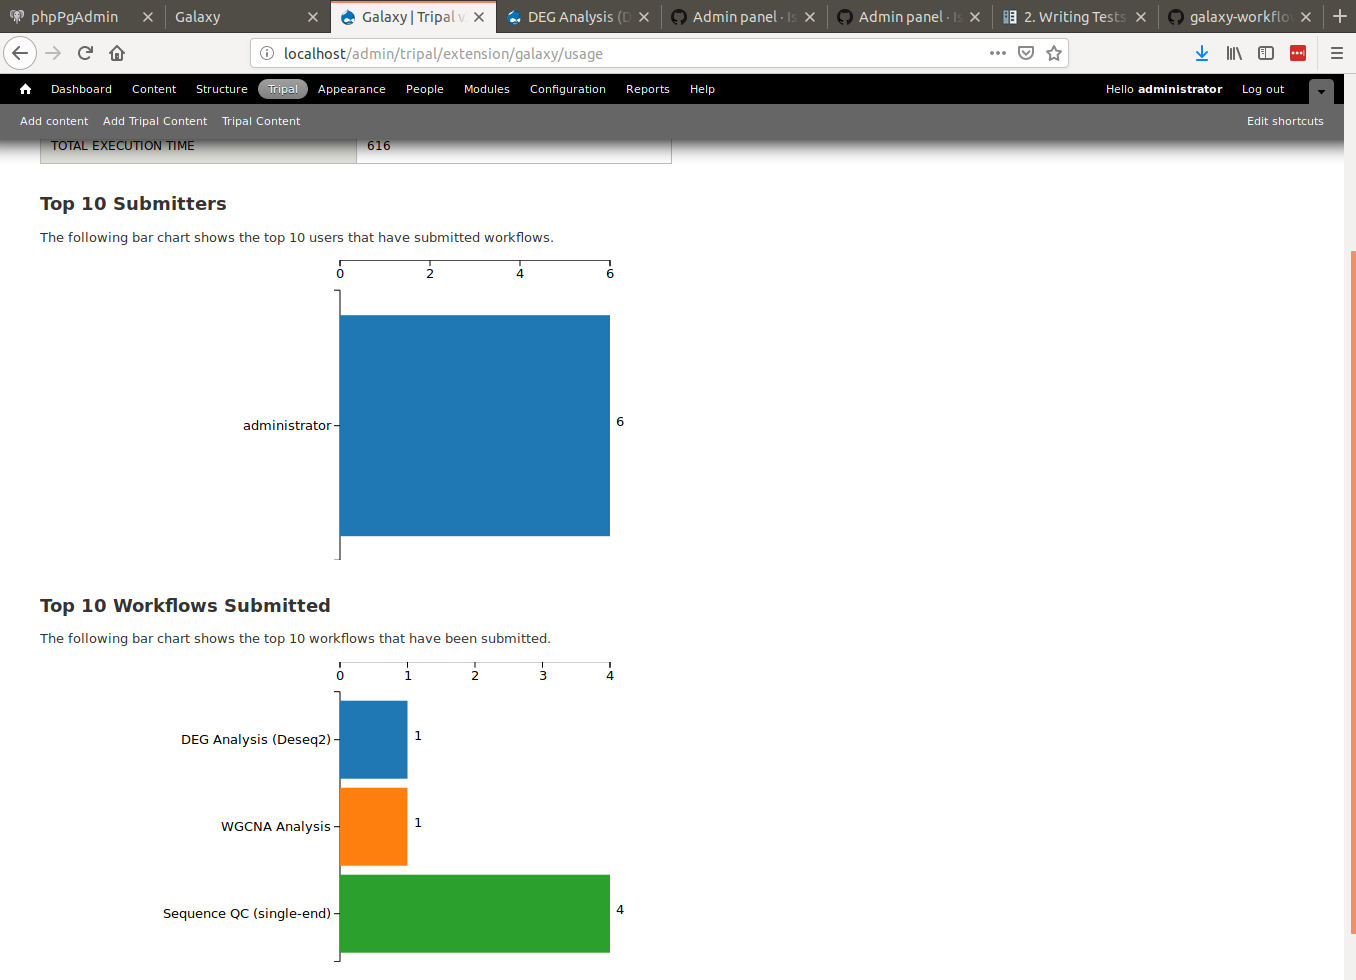 phpPgAdmin
Galaxy
Galaxy | Tripal v
DEG Analysis (D
Admin panel · Is
Admin panel · Is
2. Writing Tests
galaxy-workflow
localhost/admin/tripal/extension/galaxy/usage
Dashboard Content Structure Tripal Appearance People Modules Configuration Reports Help Hello administrator Log out
Add content Add Tripal Content Tripal Content Edit shortcuts
TOTAL EXECUTION TIME 616
Top 10 Submitters
The following bar chart shows the top 10 users that have submitted workflows.
0 2 4 6
administrator 6
Top 10 Workflows Submitted
The following bar chart shows the top 10 workflows that have been submitted.
0 1 2 3 4
DEG Analysis (Deseq2) 1
WGCNA Analysis 1
Sequence QC (single-end) 4